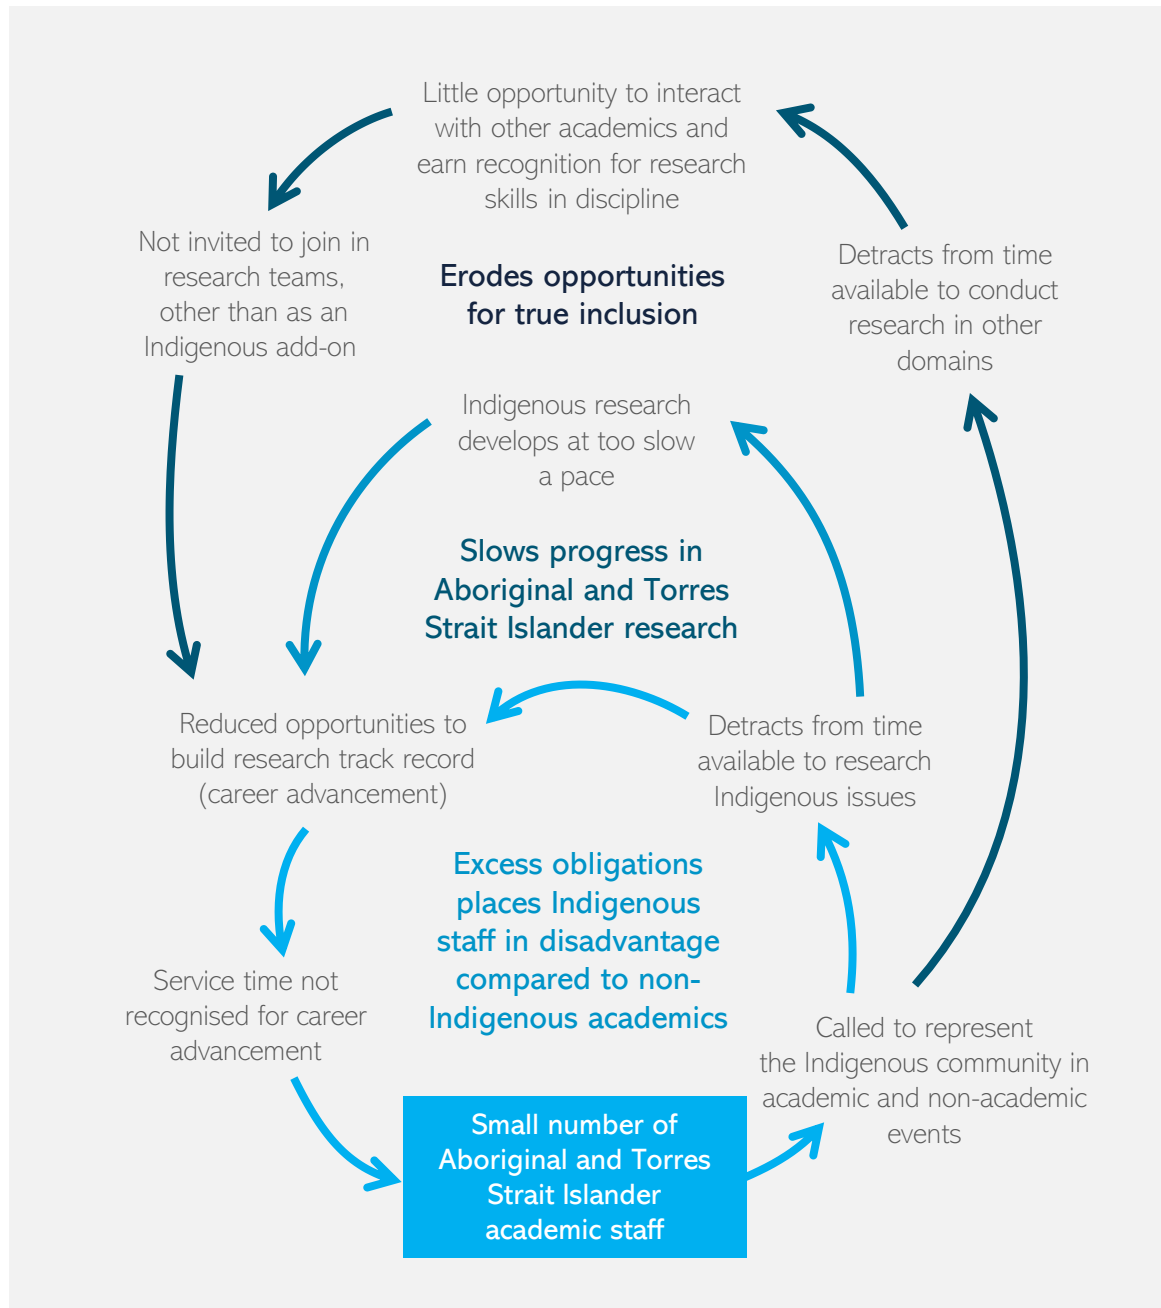 Little opportunity to interact
with other academics and
earn recognition for research
skills in discipline
Not invited to join in
research teams,
other than as an
Indigenous add-on
Erodes opportunities
for true inclusion
Detracts from time
available to conduct
research in other
domains
Indigenous research
develops at too slow
a pace
Slows progress in
Aboriginal and Torres
Strait Islander research
Reduced opportunities to
build research track record
(career advancement)
Detracts from time
available to research
Indigenous issues
Excess obligations
places Indigenous
staff in disadvantage
compared to non-
Indigenous academics
Service time not
recognised for career
advancement
Called to represent
the Indigenous community in
academic and non-academic
events
Small number of
Aboriginal and Torres
Strait Islander
academic staff